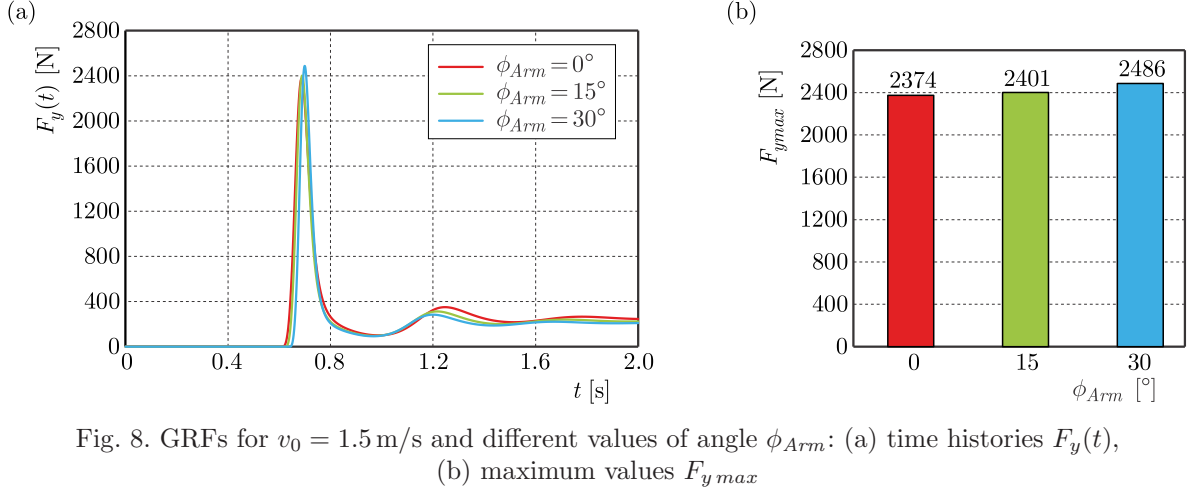 (a)
F_y(t) [N]
2800
2400
2000
1600
1200
800
400
0
0 0.4 0.8 1.2 1.6 2.0
t [s]
ϕ_Arm = 0°
ϕ_Arm = 15°
ϕ_Arm = 30°
(b)
F_ymax [N]
2800
2400
2800
2400
2000
1600
1200
800
400
0
2374 2401 2486
0 15 30
ϕ_Arm [°]
Fig. 8. GRFs for v_0 = 1.5 m/s and different values of angle ϕ_Arm: (a) time histories F_y(t),
(b) maximum values F_y max